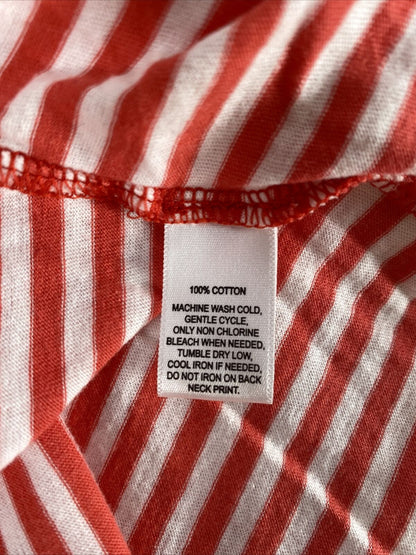 100% COTTON
MACHINE WASH COLD,
GENTLE CYCLE,
ONLY NON CHLORINE
BLEACH WHEN NEEDED,
TUMBLE DRY LOW,
COOL IRON IF NEEDED,
DO NOT IRON ON BACK
NECK PRINT.